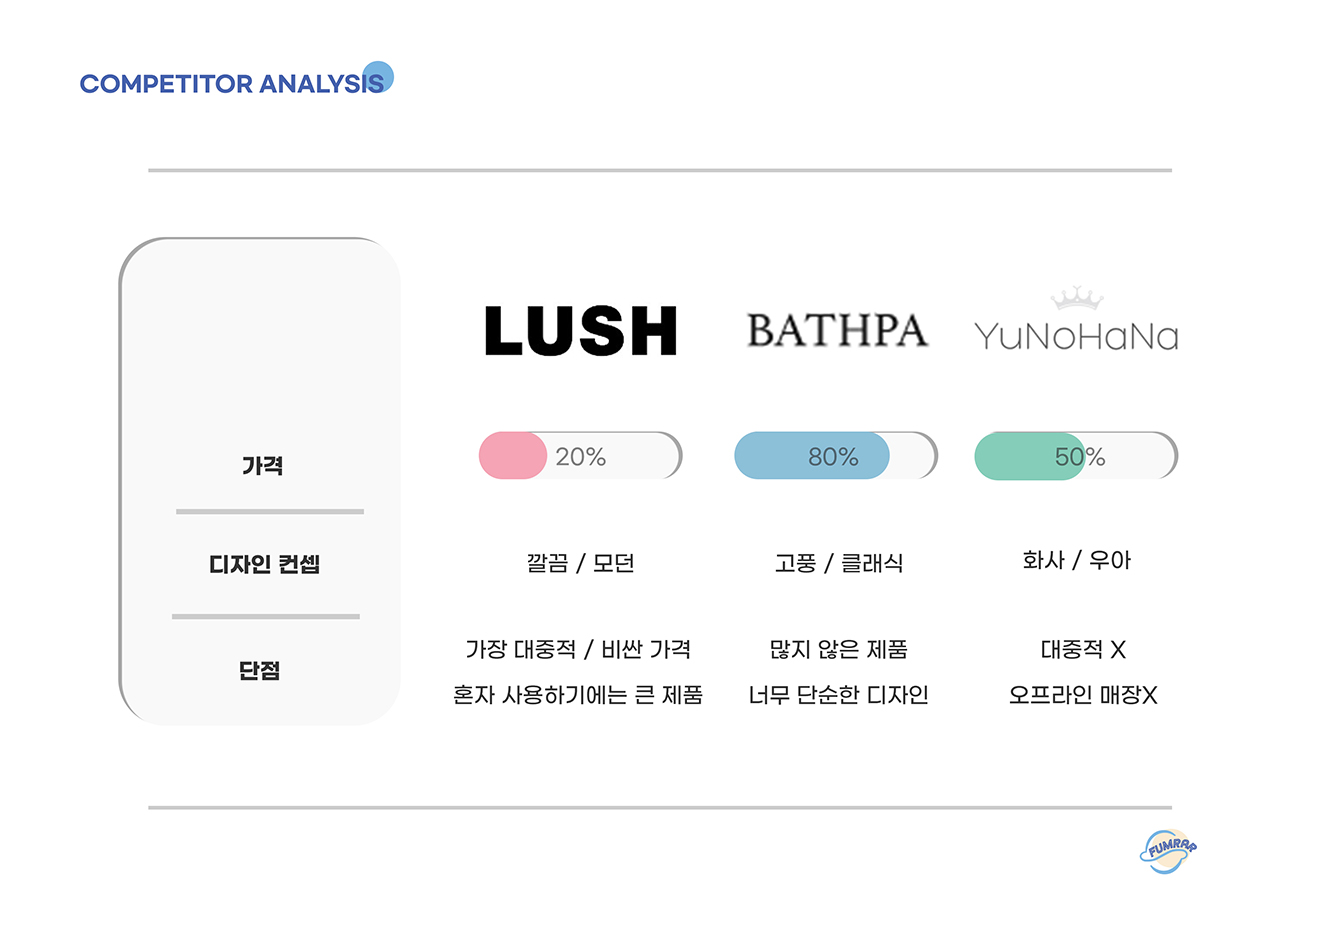 COMPETITOR ANALYSIS
LUSH
BATHPA
YuNoHaNa
가격
20%
80%
50%
디자인 컨셉
깔끔 / 모던
고풍 / 클래식
화사 / 우아
단점
가장 대중적 / 비싼 가격
많지 않은 제품
대중적 X
혼자 사용하기에는 큰 제품
너무 단순한 디자인
오프라인 매장X
FUMRAP